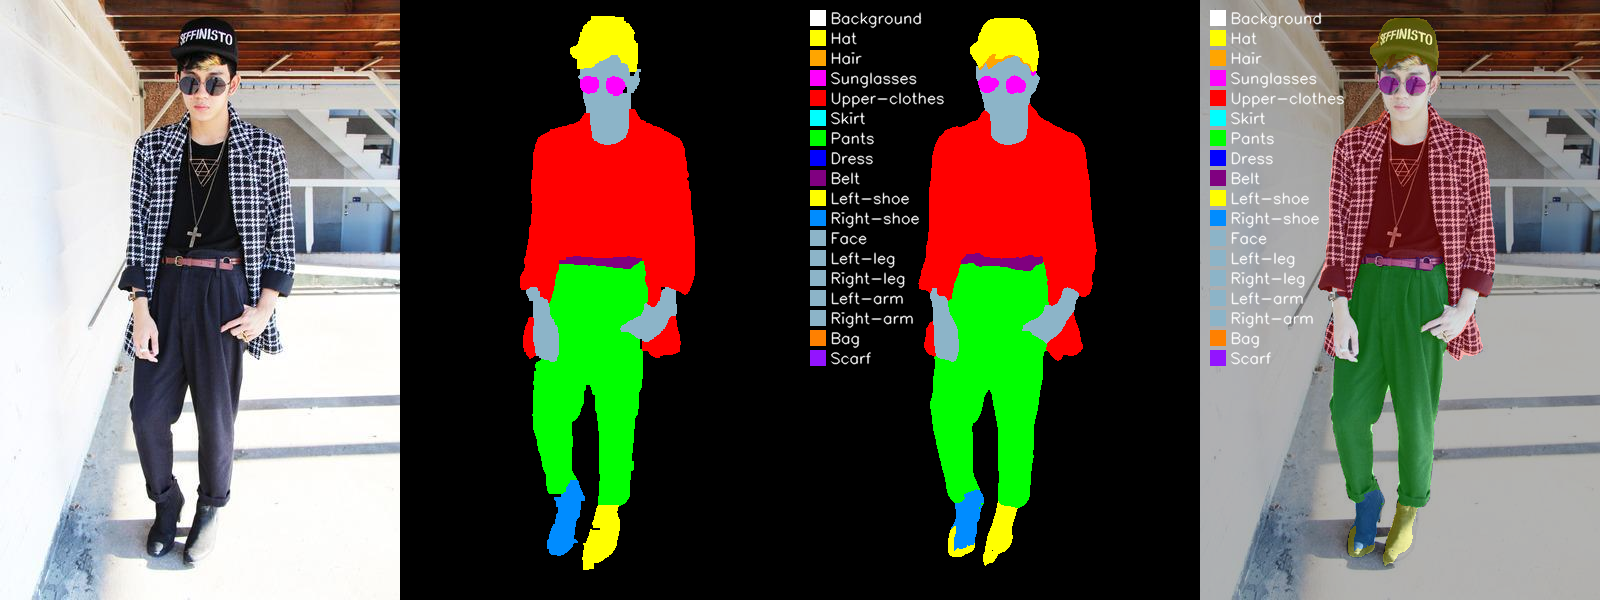 SEFFINISTO
Background
Hat
Hair
Sunglasses
Upper-clothes
Skirt
Pants
Dress
Belt
Left-shoe
Right-shoe
Face
Left-leg
Right-leg
Left-arm
Right-arm
Bag
Scarf
SEFFINISTO
Background
Hat
Hair
Sunglasses
Upper-clothes
Skirt
Pants
Dress
Belt
Left-shoe
Right-shoe
Face
Left-leg
Right-leg
Left-arm
Right-arm
Bag
Scarf